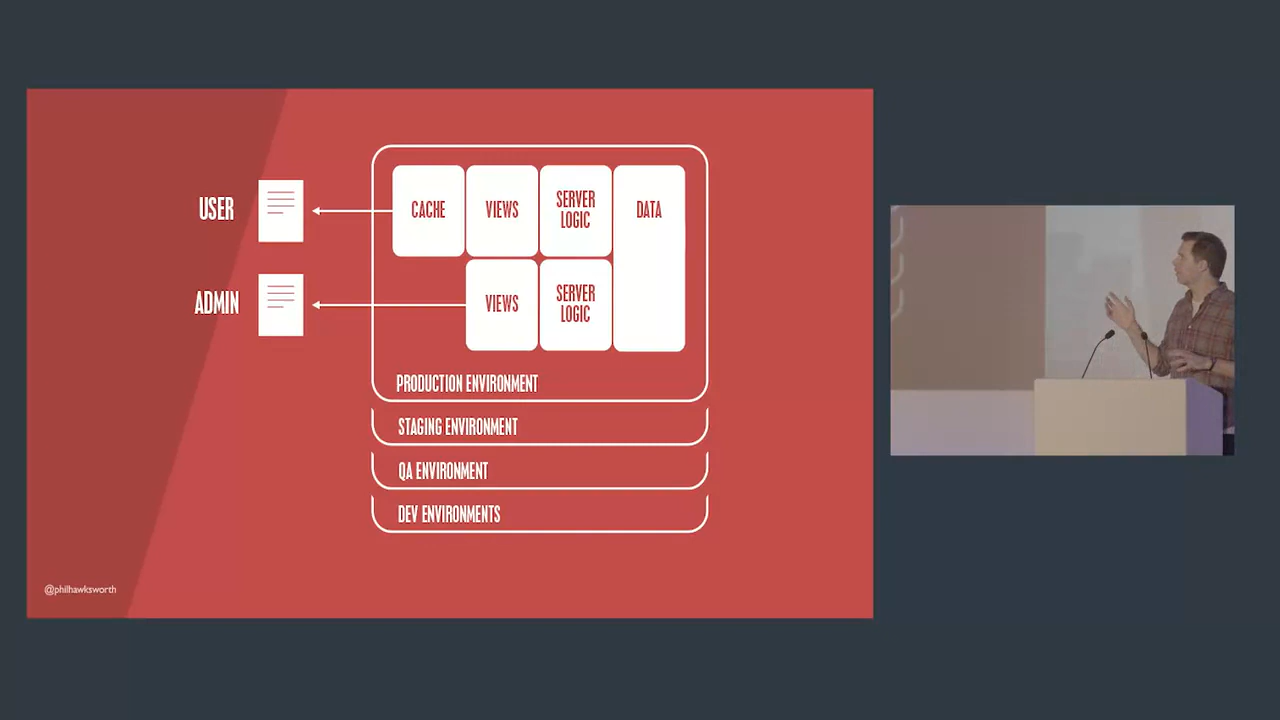 USER
CACHE
VIEWS
SERVER
LOGIC
DATA
ADMIN
VIEWS
SERVER
LOGIC
PRODUCTION ENVIRONMENT
STAGING ENVIRONMENT
QA ENVIRONMENT
DEV ENVIRONMENTS
@philhawksworth